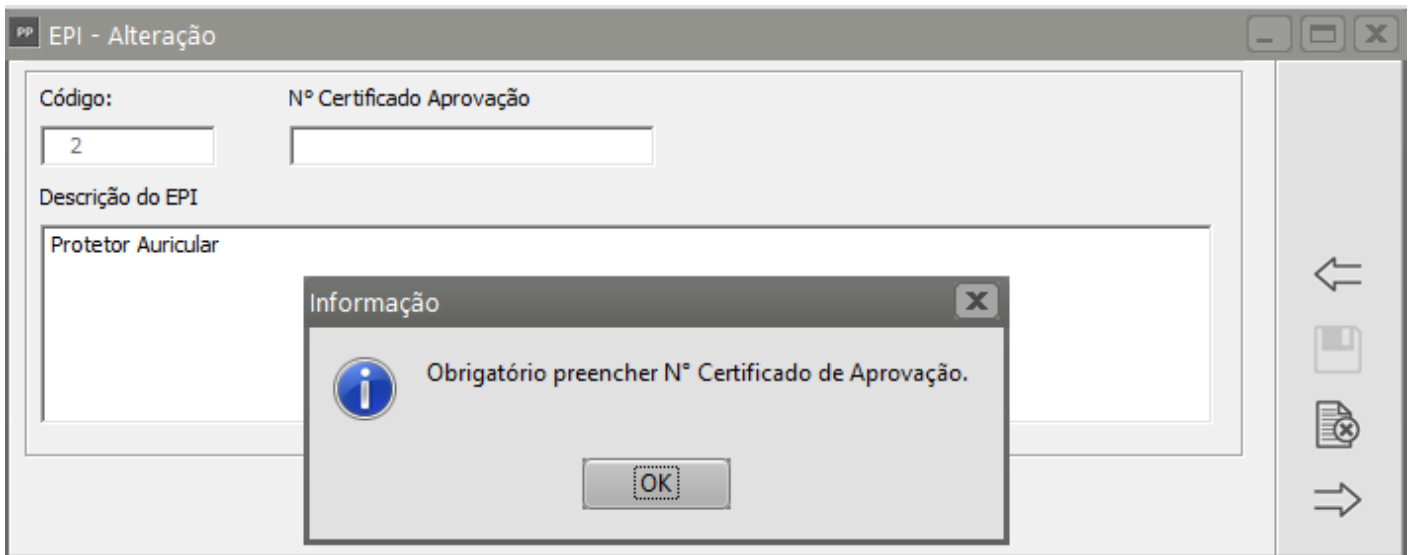 PP EPI - Alteração
Código: Nº Certificado Aprovação
2
Descrição do EPI
Protetor Auricular
Informação
Obrigatório preencher N° Certificado de Aprovação.
OK